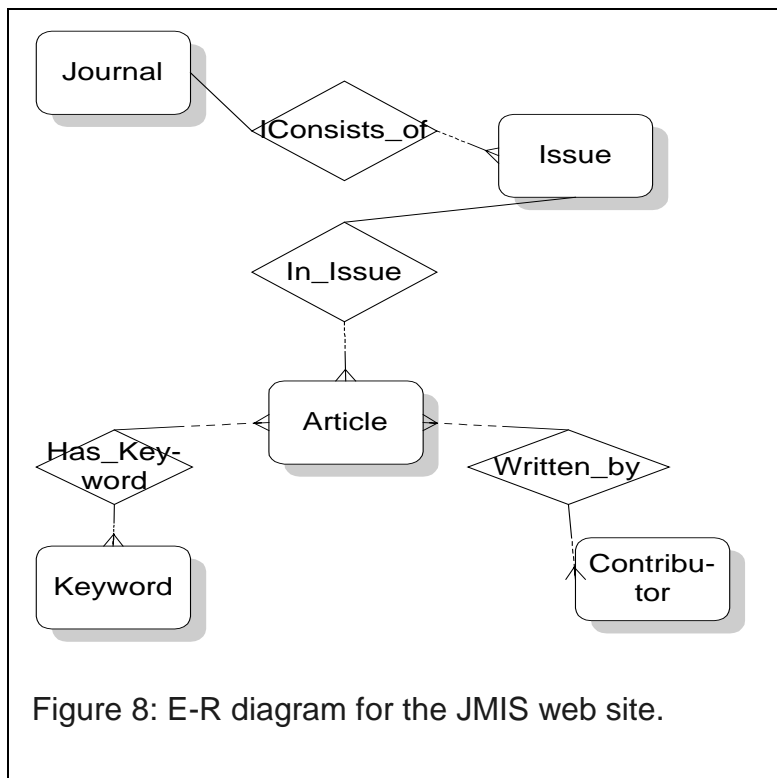 Journal
IConsists_of
Issue
In_Issue
Article
Has_Key-
word
Written_by
Keyword
Contribu-
tor
Figure 8: E-R diagram for the JMIS web site.